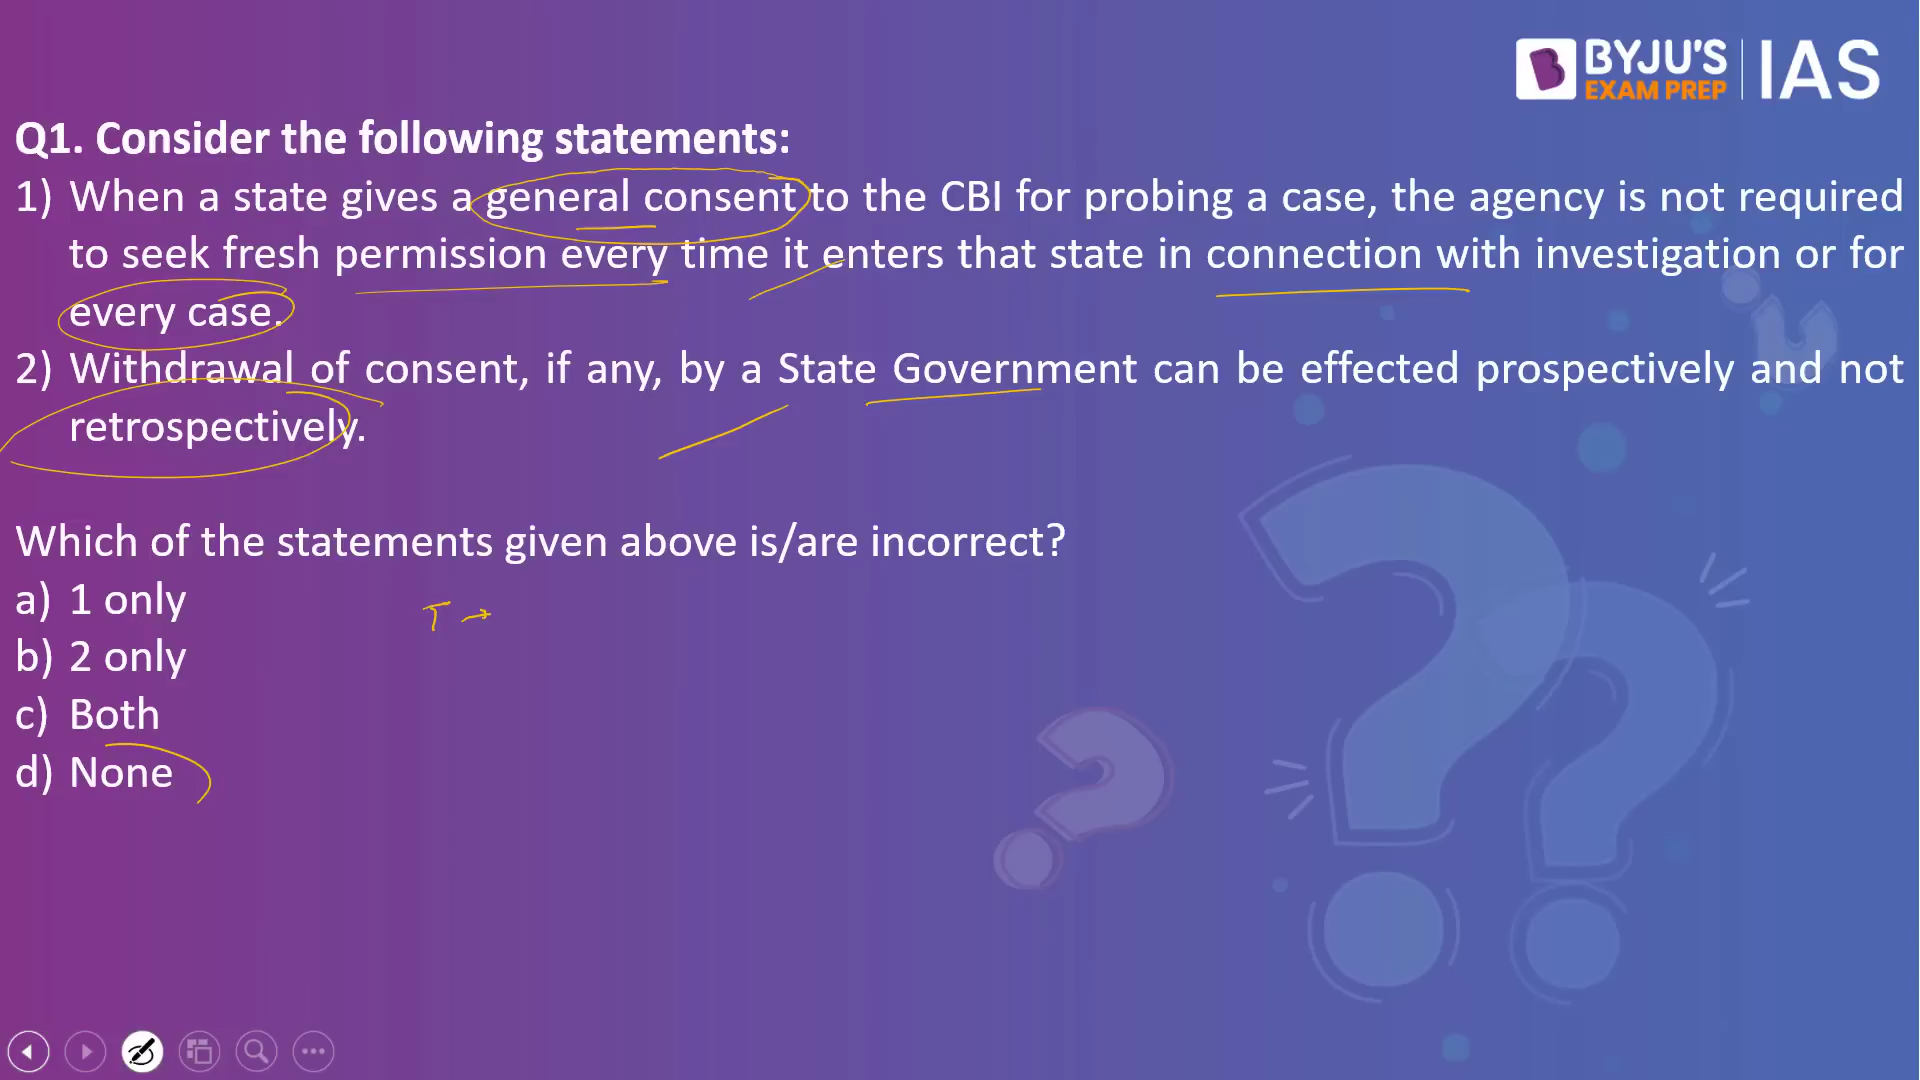 BYJU'S
EXAM PREP
IAS
Q1. Consider the following statements:
1) When a state gives a general consent to the CBI for probing a case, the agency is not required
to seek fresh permission every time it enters that state in connection with investigation or for
every case.
2) Withdrawal of consent, if any, by a State Government can be effected prospectively and not
retrospectively.
Which of the statements given above is/are incorrect?
a) 1 only
T →
b) 2 only
c) Both
d) None